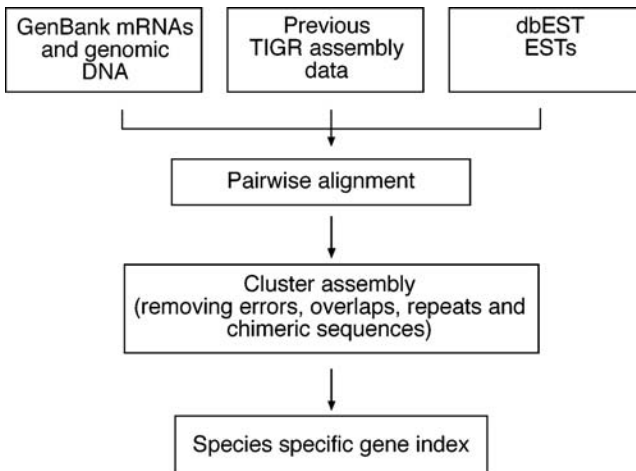 GenBank mRNAs
and genomic
DNA
Previous
TIGR assembly
data
dbEST
ESTs
Pairwise alignment
Cluster assembly
(removing errors, overlaps, repeats and
chimeric sequences)
Species specific gene index